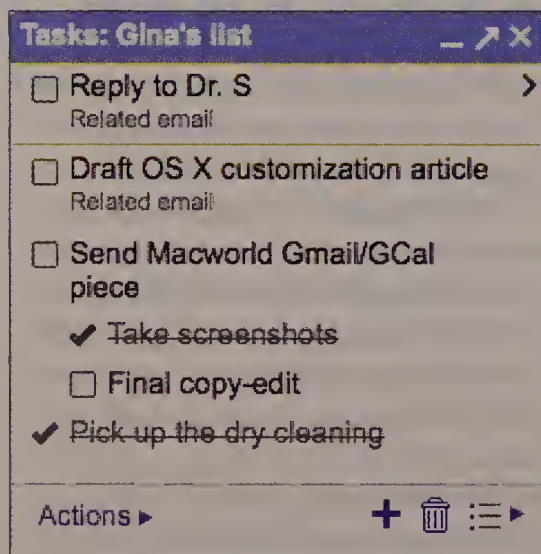 Tasks: Gina's list
Reply to Dr. S
Related email
Draft OS X customization article
Related email
Send Macworld Gmail/GCal
piece
Take screenshots
Final copy-edit
Pick up the dry cleaning
Actions